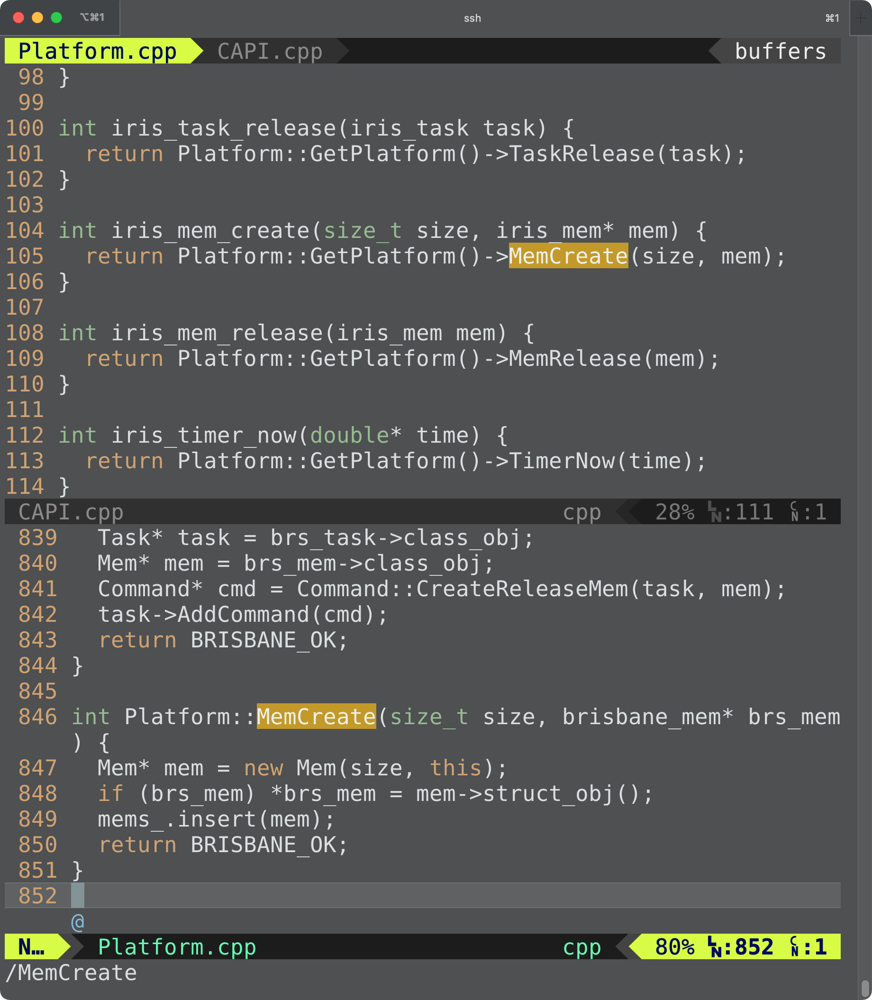 ⌥⌘1 ssh ⌘1 +
Platform.cpp CAPI.cpp buffers
98 }
99
100 int iris_task_release(iris_task task) {
101   return Platform::GetPlatform()->TaskRelease(task);
102 }
103
104 int iris_mem_create(size_t size, iris_mem* mem) {
105   return Platform::GetPlatform()->MemCreate(size, mem);
106 }
107
108 int iris_mem_release(iris_mem mem) {
109   return Platform::GetPlatform()->MemRelease(mem);
110 }
111
112 int iris_timer_now(double* time) {
113   return Platform::GetPlatform()->TimerNow(time);
114 }
CAPI.cpp cpp 28% ␊:111 ␌:1
839   Task* task = brs_task->class_obj;
840   Mem* mem = brs_mem->class_obj;
841   Command* cmd = Command::CreateReleaseMem(task, mem);
842   task->AddCommand(cmd);
843   return BRISBANE_OK;
844 }
845
846 int Platform::MemCreate(size_t size, brisbane_mem* brs_mem
) {
847   Mem* mem = new Mem(size, this);
848   if (brs_mem) *brs_mem = mem->struct_obj();
849   mems_.insert(mem);
850   return BRISBANE_OK;
851 }
852
@
N… Platform.cpp cpp 80% LN:852 CN:1
/MemCreate